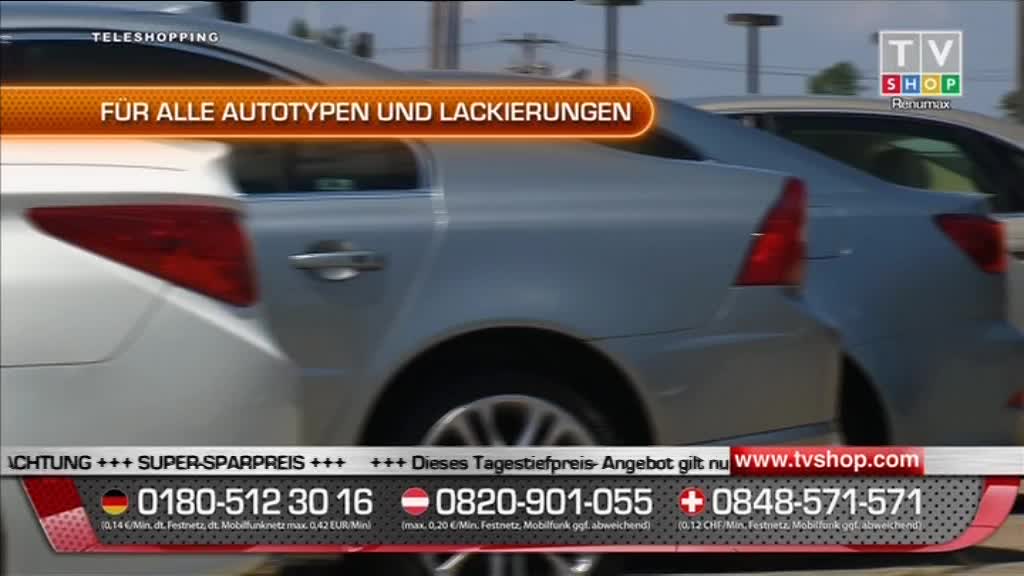 TELESHOPPING
TV
SHOP
Renumax
FÜR ALLE AUTOTYPEN UND LACKIERUNGEN
ACHTUNG +++ SUPER-SPARPREIS +++ +++ Dieses Tagestiefpreis- Angebot gilt nu
www.tvshop.com
0180-512 30 16 0820-901-055 0848-571-571
(0,14 €/Min. dt. Festnetz, dt. Mobilfunknetz max. 0,42 EUR/Min) (max. 0,20 €/Min. Festnetz, Mobilfunk ggf. abweichend) (0,12 CHF/Min, Festnetz, Mobilfunk ggf. abweichend)